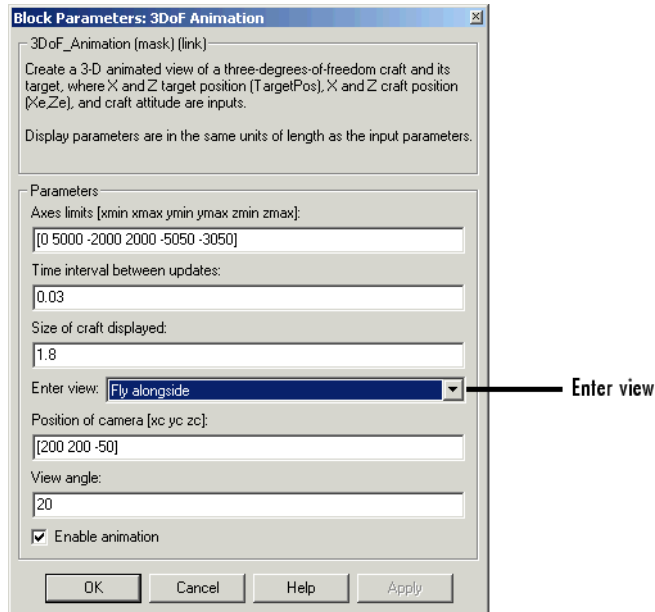 Block Parameters: 3DoF Animation
3DoF_Animation (mask) (link)
Create a 3-D animated view of a three-degrees-of-freedom craft and its
target, where X and Z target position (TargetPos), X and Z craft position
(Xe,Ze), and craft attitude are inputs.
Display parameters are in the same units of length as the input parameters.
Parameters
Axes limits [xmin xmax ymin ymax zmin zmax]:
[0 5000 -2000 2000 -5050 -3050]
Time interval between updates:
0.03
Size of craft displayed:
1.8
Enter view: Fly alongside
Enter view
Position of camera [xc yc zc]:
[200 200 -50]
View angle:
20
Enable animation
OK Cancel Help Apply